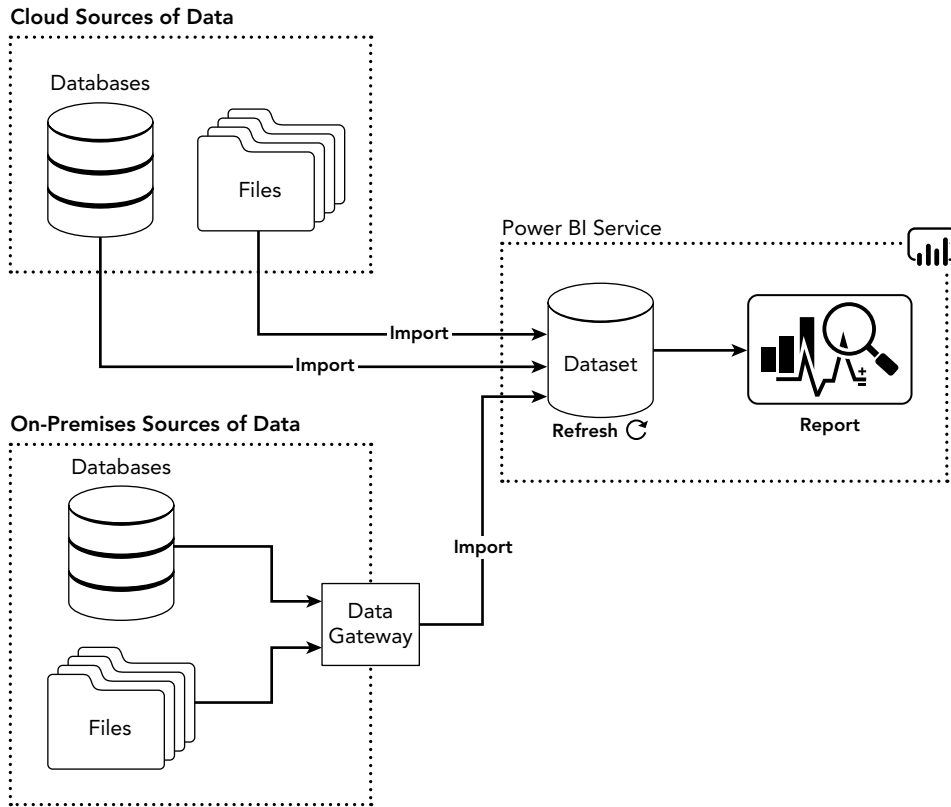 Cloud Sources of Data
Databases
Files
Power BI Service
Import
Import
Dataset
Refresh
Report
On-Premises Sources of Data
Databases
Import
Data
Gateway
Files